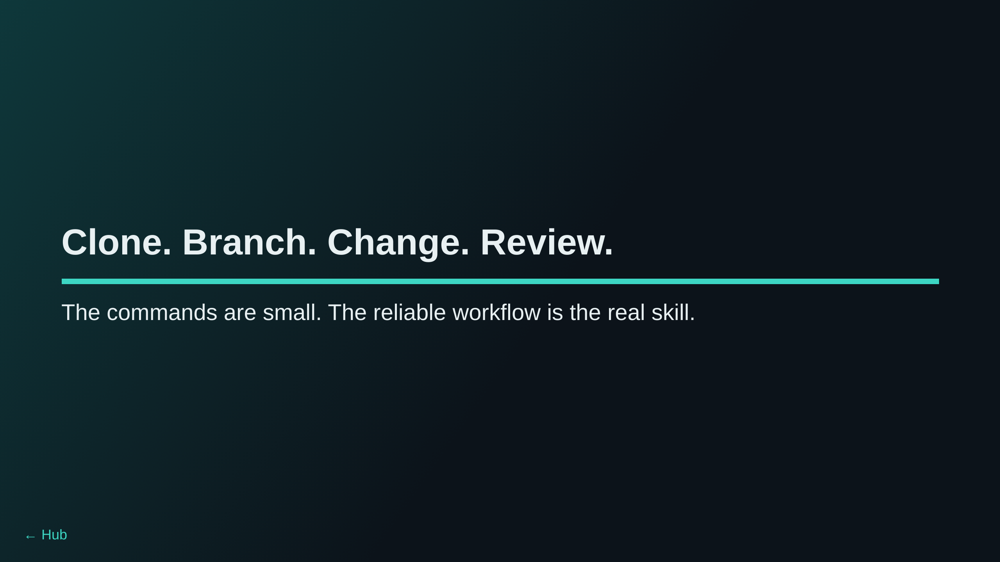 Clone. Branch. Change. Review.
The commands are small. The reliable workflow is the real skill.
← Hub